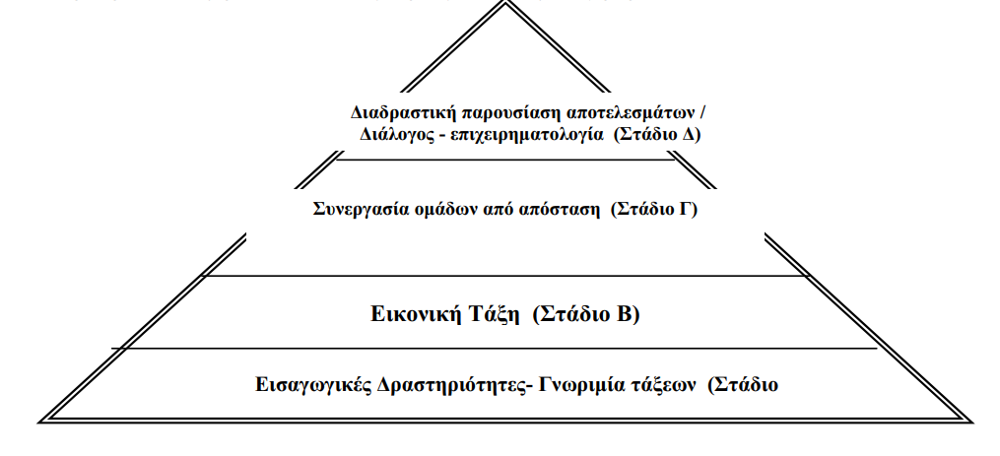 Διαδραστική παρουσίαση αποτελεσμάτων /
Διάλογος - επιχειρηματολογία (Στάδιο Δ)
Συνεργασία ομάδων από απόσταση (Στάδιο Γ)
Εικονική Τάξη (Στάδιο Β)
Εισαγωγικές Δραστηριότητες- Γνωριμία τάξεων (Στάδιο